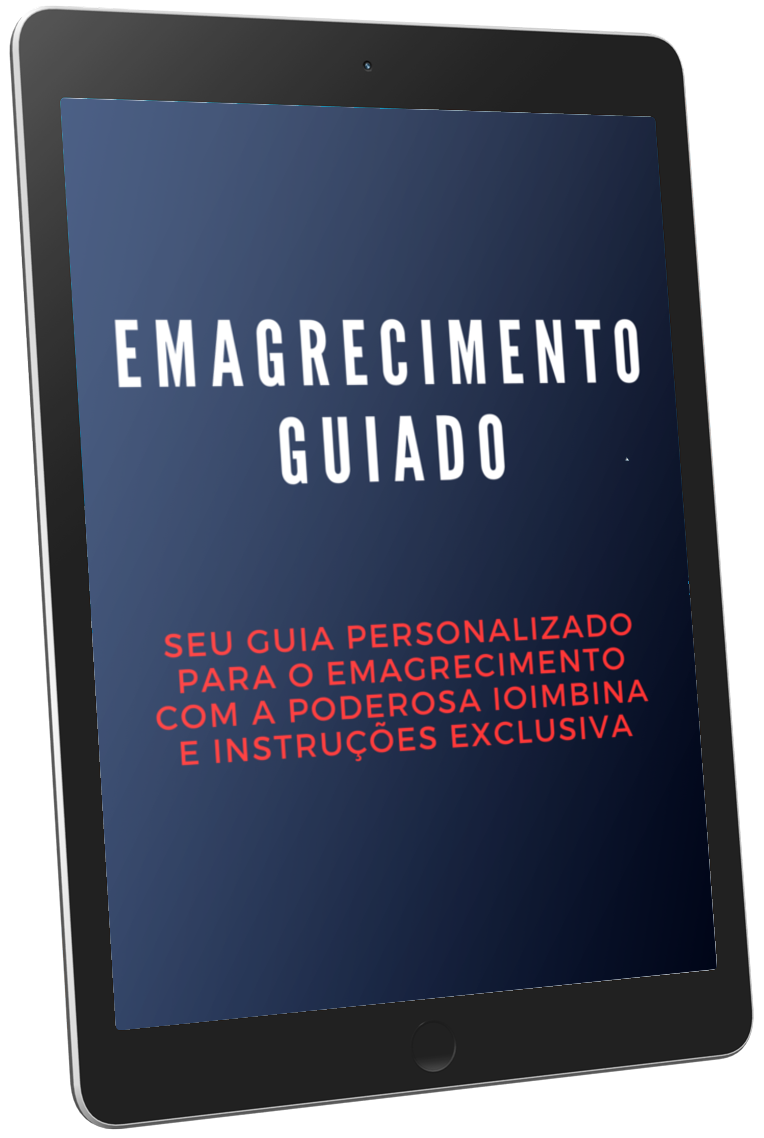 EMAGRECIMENTO
GUIADO
SEU GUIA PERSONALIZADO
PARA O EMAGRECIMENTO
COM A PODEROSA IOIMBINA
E INSTRUÇÕES EXCLUSIVA